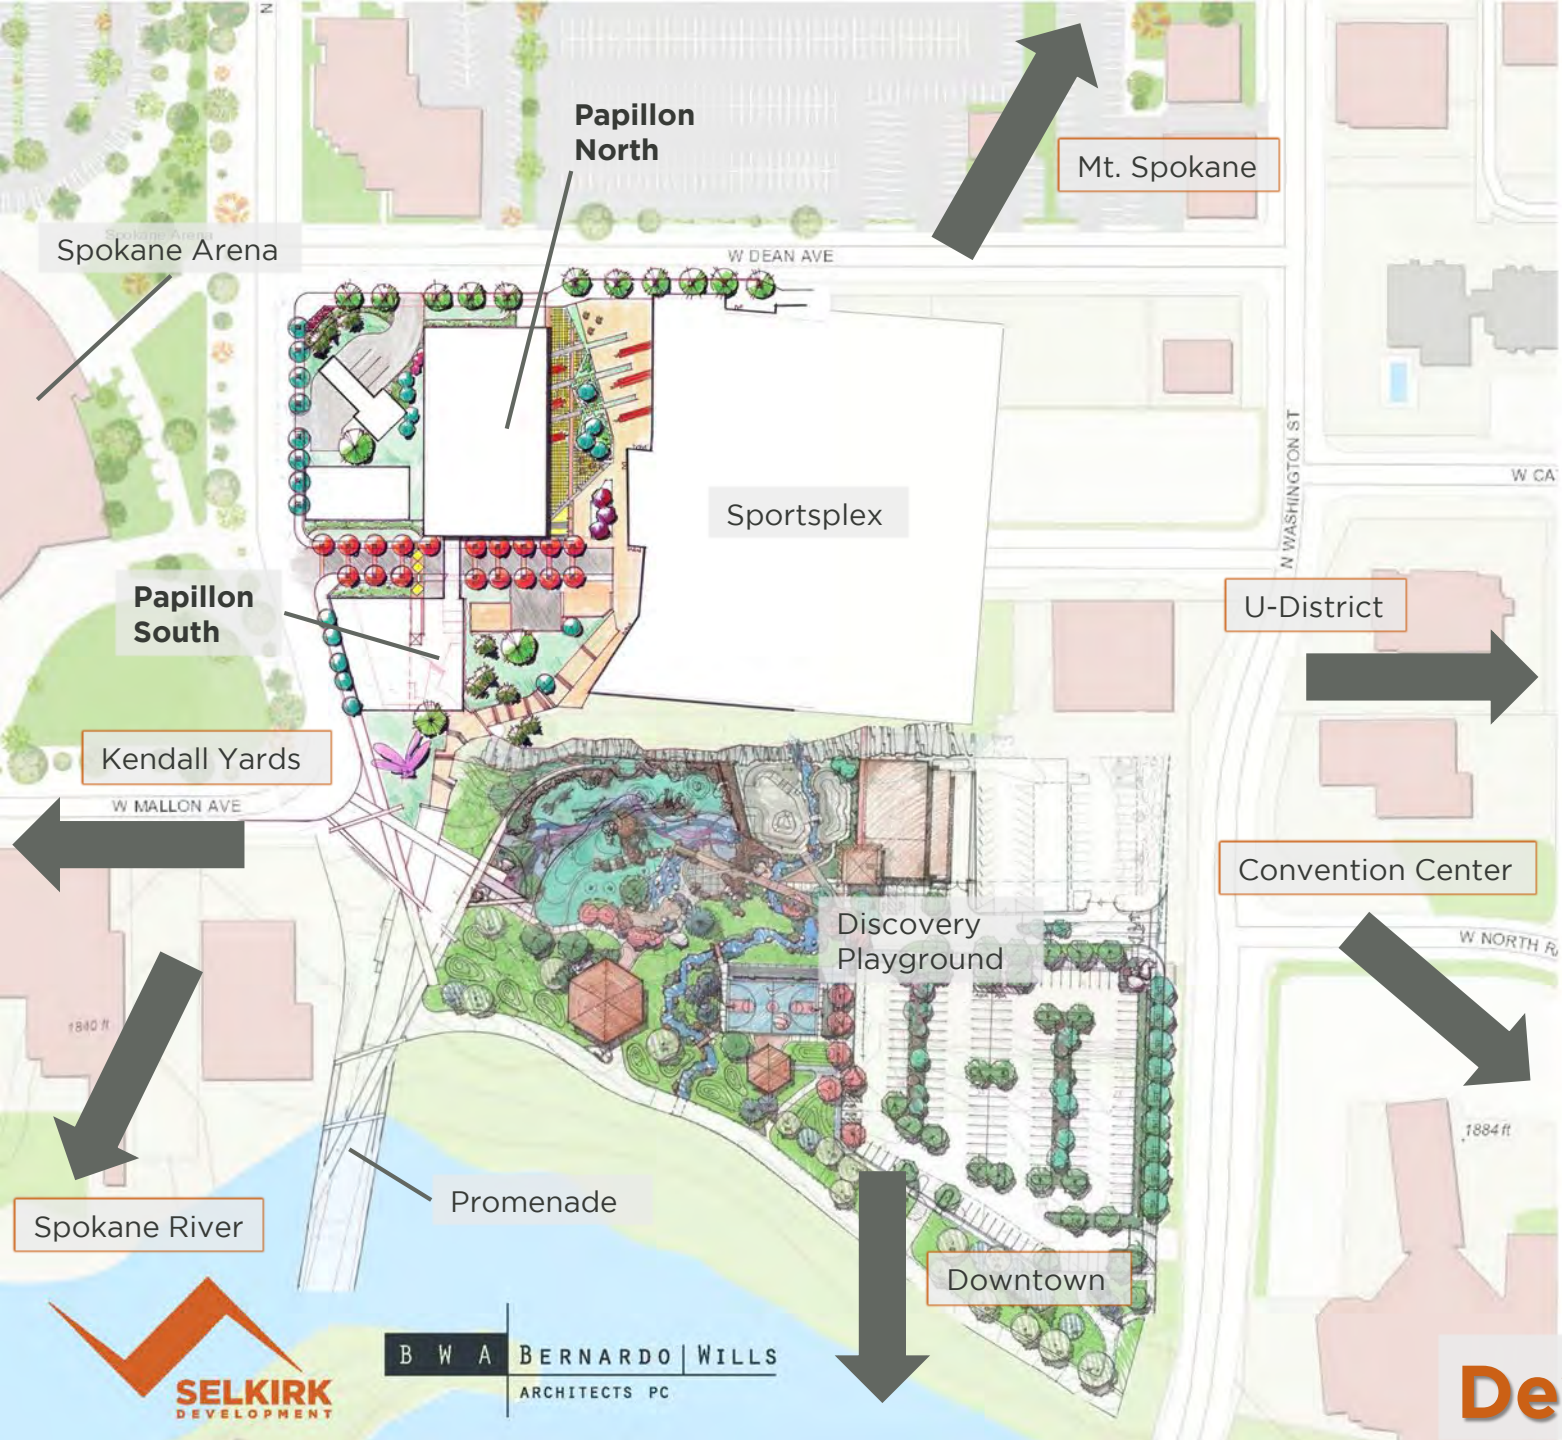 N
Papillon
North
Mt. Spokane
Spokane Arena
Spokane Arena
W DEAN AVE
N WASHINGTON ST
W CA
Sportsplex
Papillon
South
U-District
Kendall Yards
W MALLON AVE
Convention Center
Discovery
Playground
W NORTH R
1840 ft
1884 ft
Promenade
Spokane River
Downtown
SELKIRK
DEVELOPMENT
B W A
BERNARDO | WILLS
ARCHITECTS PC
De